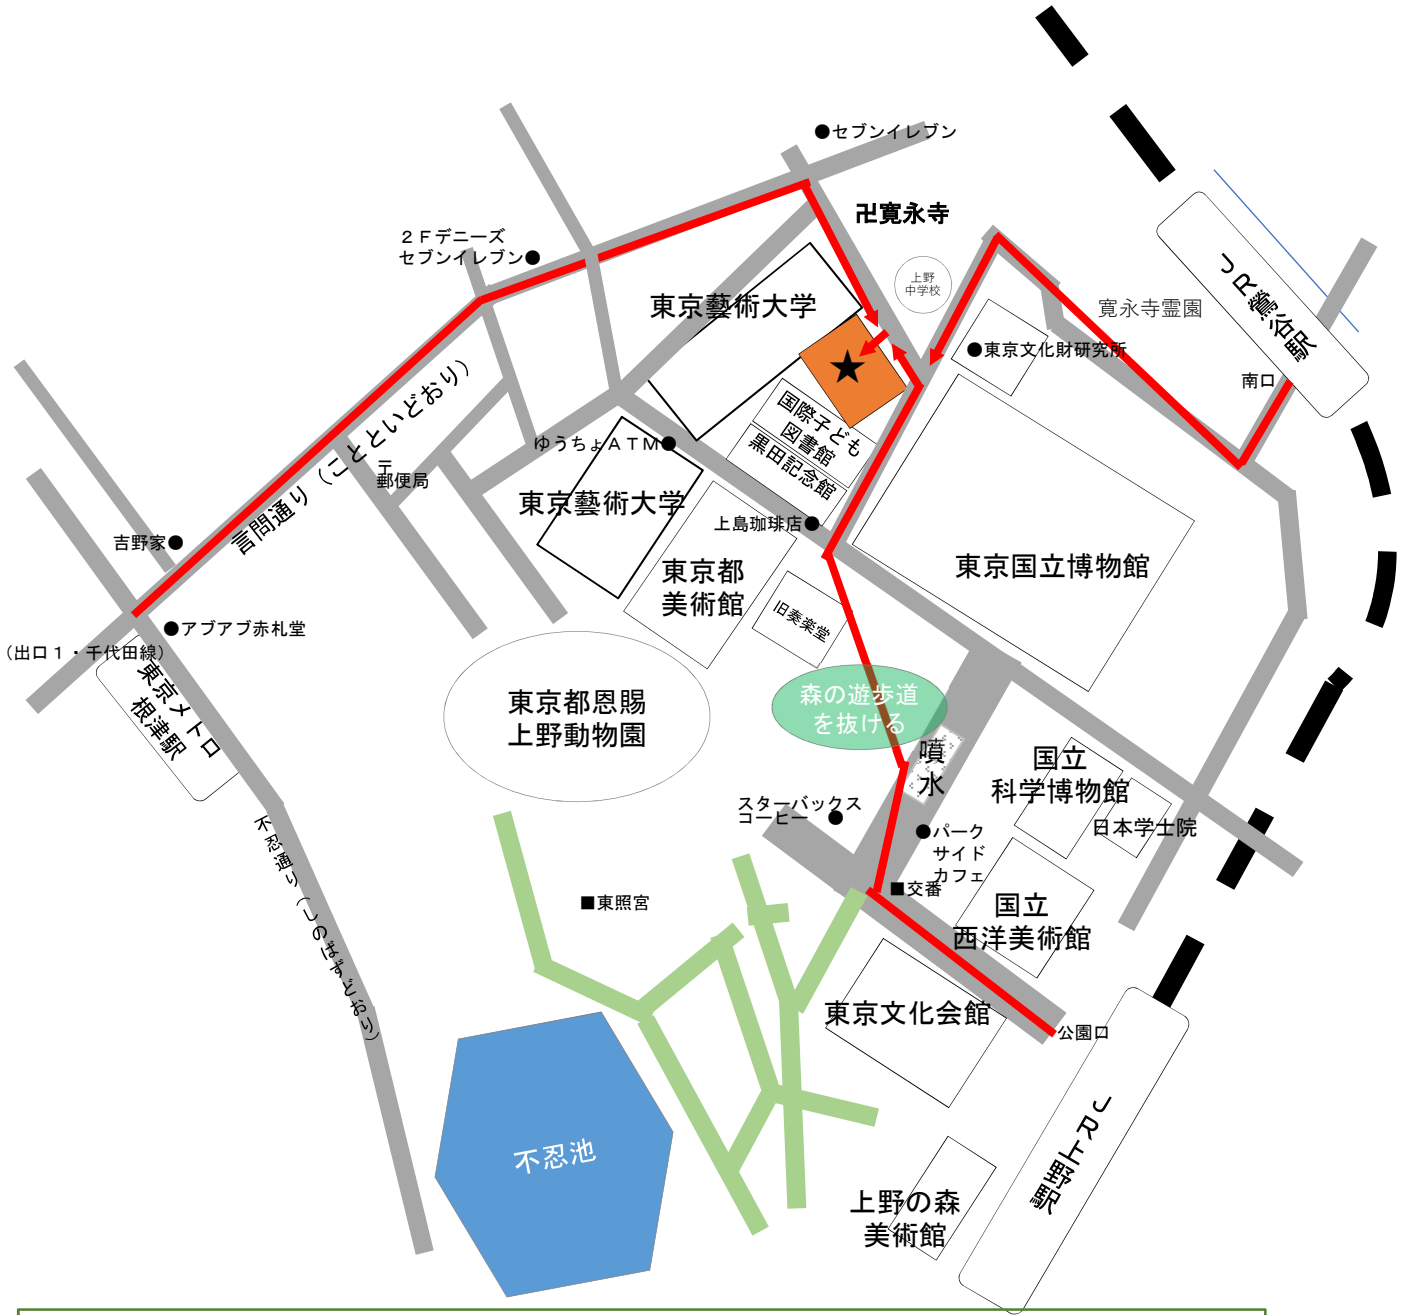 ●セブンイレブン
卍寛永寺
２Ｆデニーズ
セブンイレブン●
上野
中学校
ＪＲ鶯谷駅
東京藝術大学
寛永寺霊園
●東京文化財研究所
★
南口
言問通り（ことといどおり）
国際子ども
図書館
黒田記念館
ゆうちょＡＴＭ●
〒
郵便局
東京藝術大学
上島珈琲店●
吉野家●
東京都
美術館
東京国立博物館
旧奏楽堂
●アブアブ赤札堂
（出口１・千代田線）
東京メトロ
根津駅
東京都恩賜
上野動物園
森の遊歩道
を抜ける
噴
水
国立
科学博物館
日本学士院
スターバックス
コーヒー●
●パーク
サイド
カフェ
■交番
不忍通り（しのばずどおり）
■東照宮
国立
西洋美術館
東京文化会館
公園口
ＪＲ上野駅
不忍池
上野の森
美術館